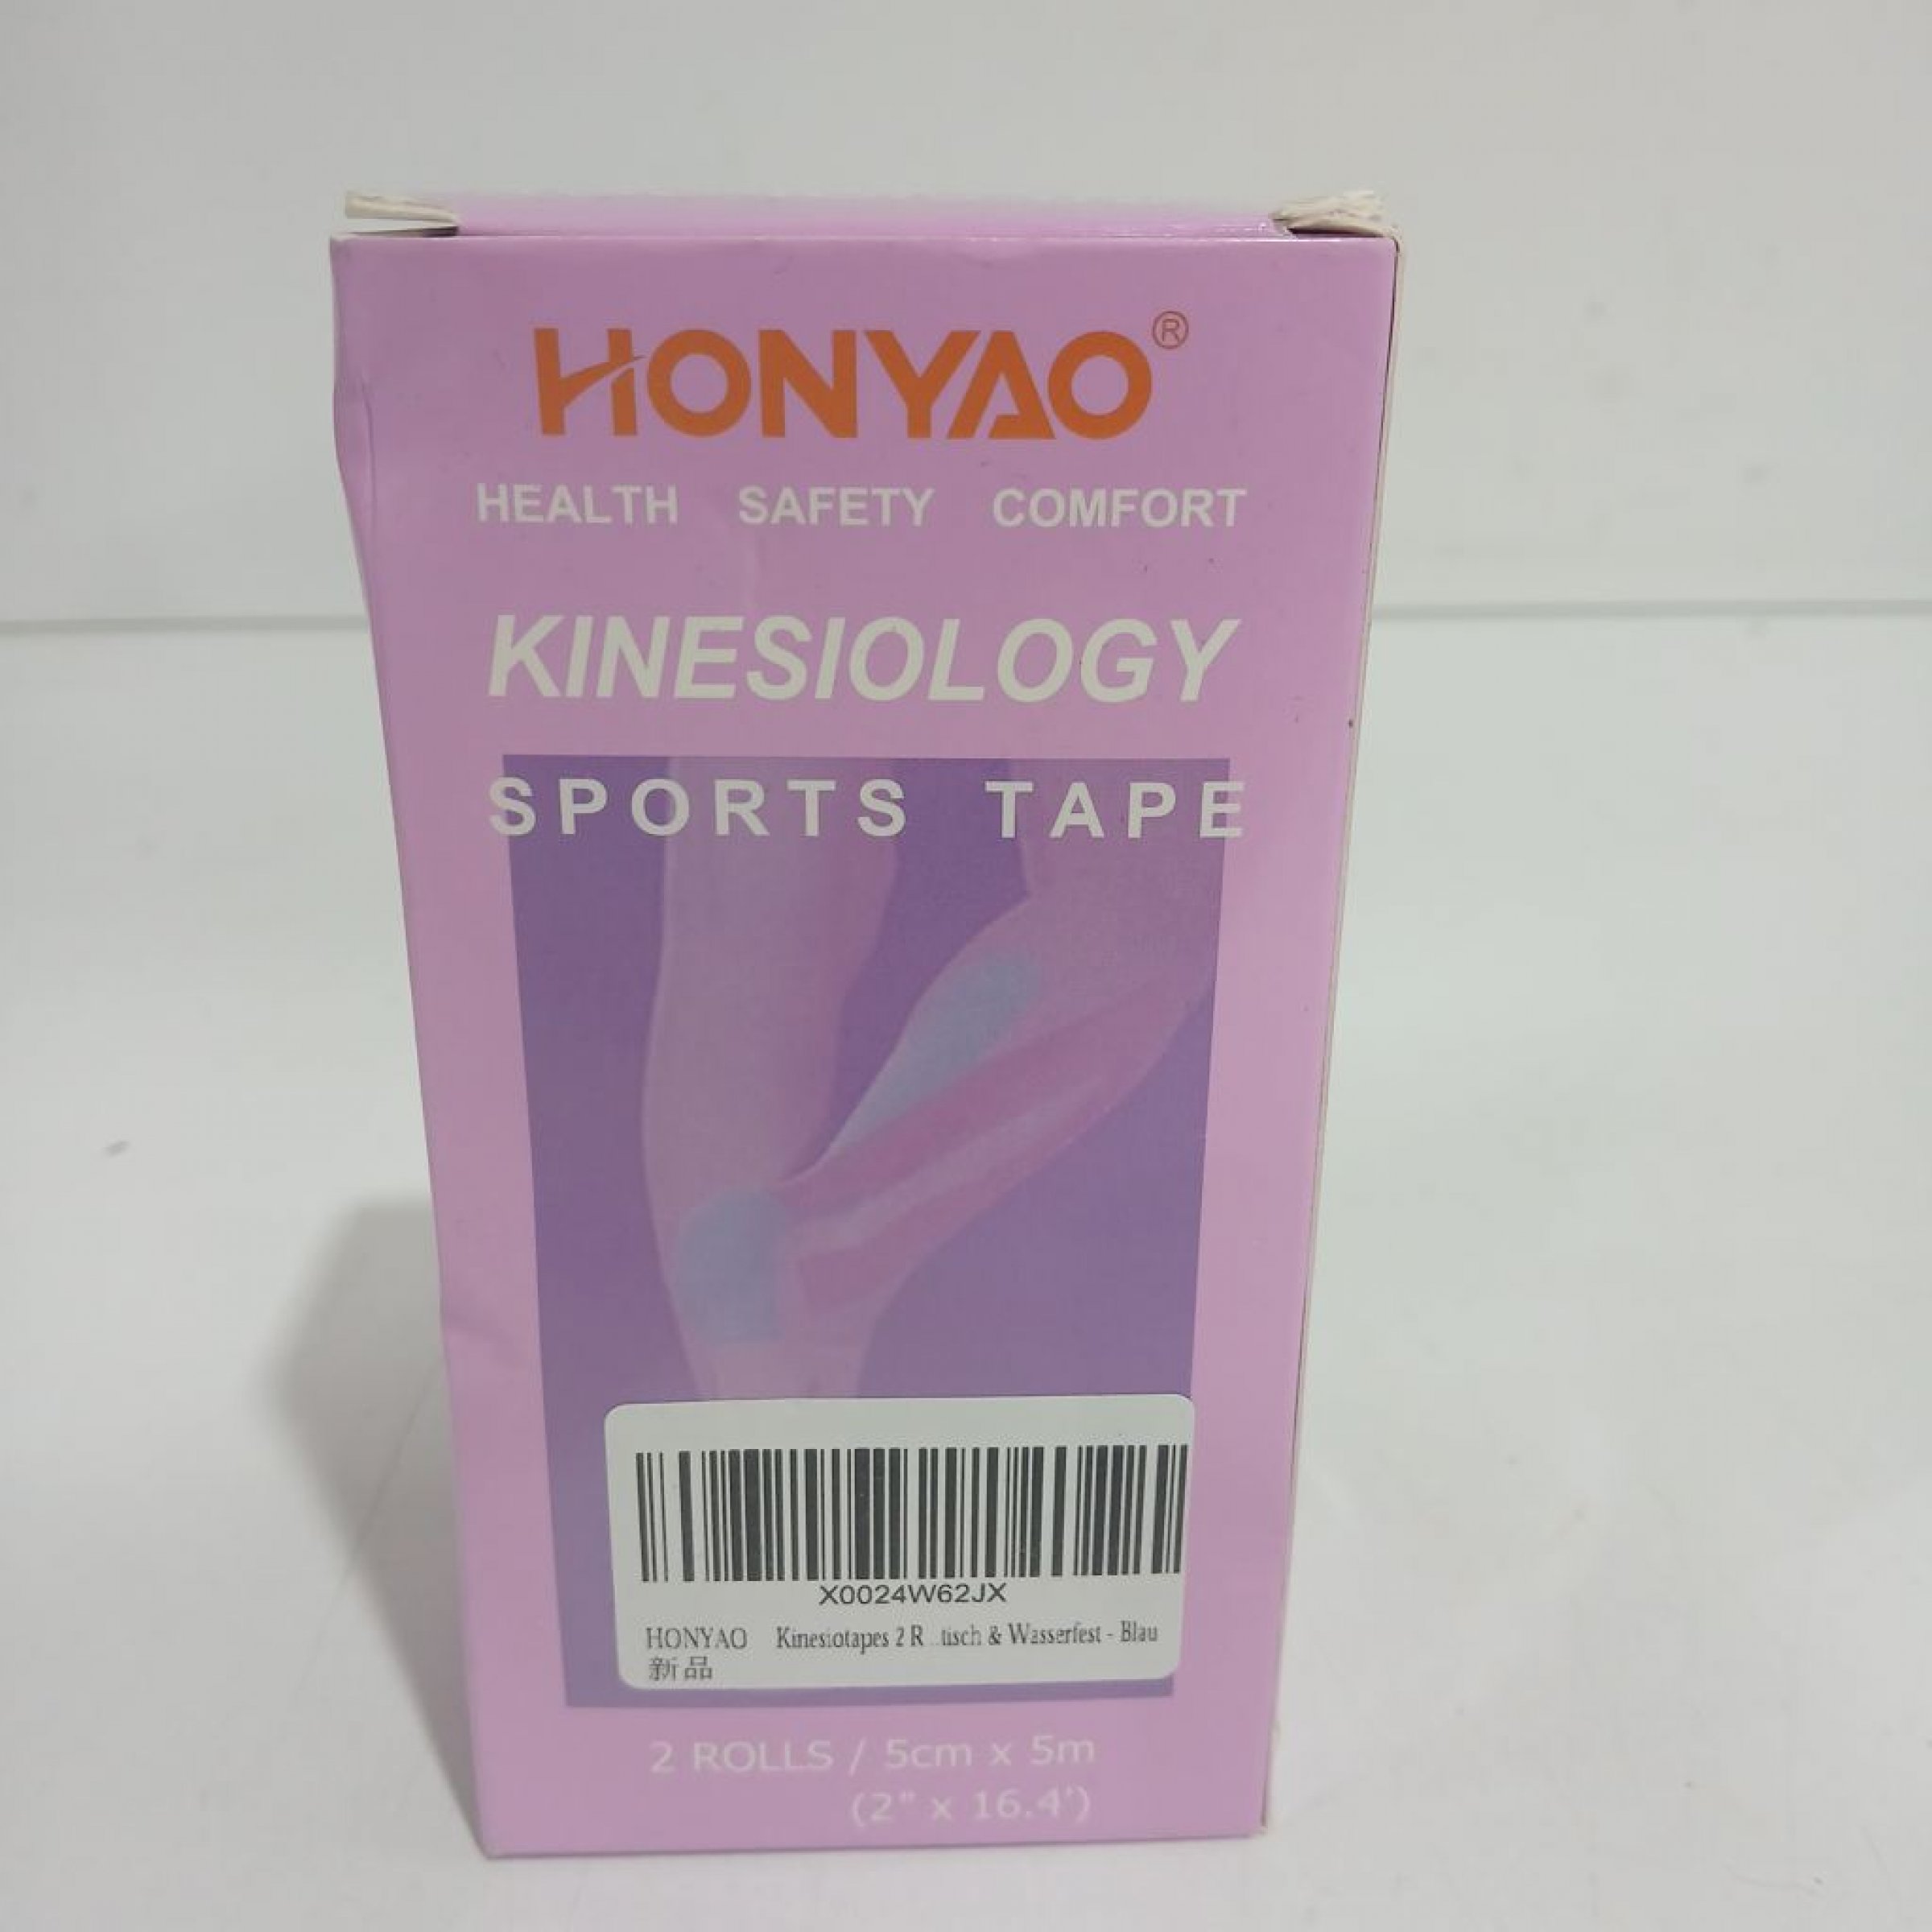 HONYAO®
HEALTH SAFETY COMFORT
KINESIOLOGY
SPORTS TAPE
X0024W62JX
HONYAO Kinesiotapes 2 R...tisch & Wasserfest - Blau
新品
2 ROLLS / 5cm x 5m
(2" x 16.4')